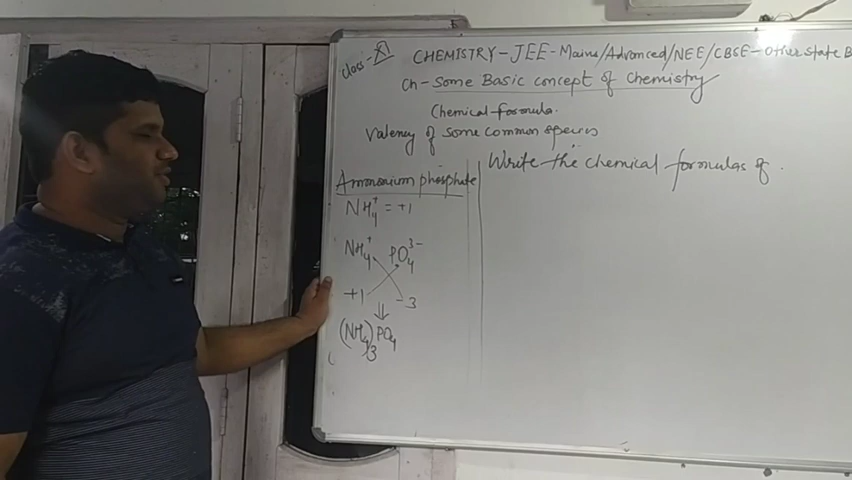 Class-XI
CHEMISTRY-JEE-Mains/Advanced/NEE/CBSE-Other State B
Ch-Some Basic concept of Chemistry
Chemical formula.
Valency of Some common species
Ammonium phosphate
NH₄⁺ = +1
NH₄⁺ PO₄³⁻
+1 -3
⇓
(NH₄)₃PO₄
Write the chemical formulas of.